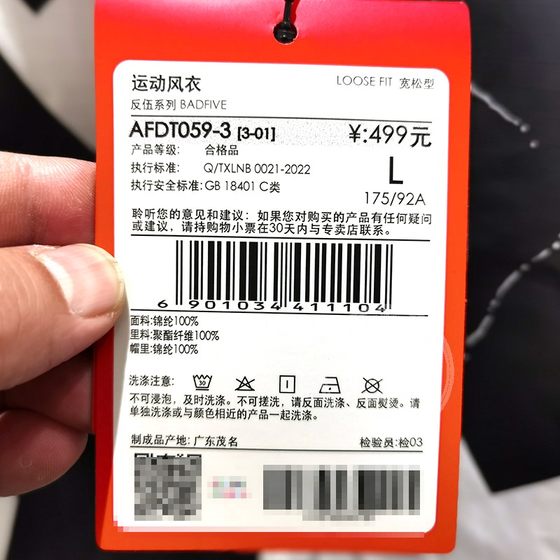 运动风衣
LOOSE FIT 宽松型
反伍系列 BADFIVE
AFDT059-3 [3-01]
¥:499元
产品等级: 合格品
执行标准: Q/TXLNB 0021-2022
执行安全标准:GB 18401 C类
L
175/92A
聆听您的意见和建议：如果您对购买的产品有任何疑问
或建议，请持购物小票在30天内与专卖店联系。
6 901034 411104
面料:锦纶100%
里料:聚酯纤维100%
帽里:锦纶100%
洗涤注意:
30
不可浸泡，及时洗涤。不可搓洗，请反面洗涤、反面熨烫。请
单独洗涤或与颜色相近的产品一起洗涤。
制成品产地: 广东茂名
检验员:检03